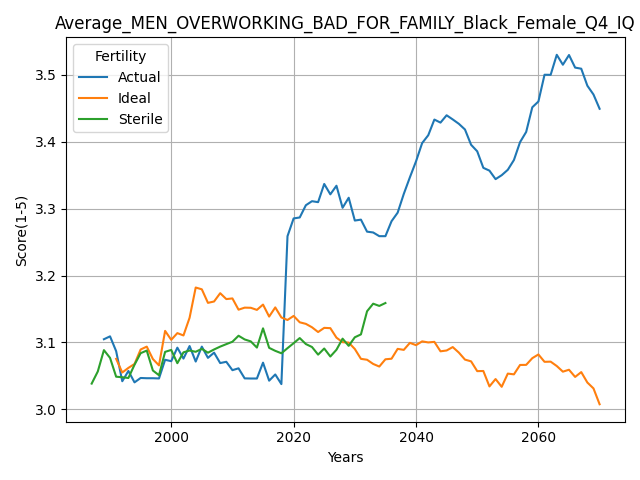 Average_MEN_OVERWORKING_BAD_FOR_FAMILY_Black_Female_Q4_IQ
Fertility
Actual
Ideal
Sterile
Score(1-5)
3.5
3.4
3.3
3.2
3.1
3.0
2000
2020
2040
2060
Years